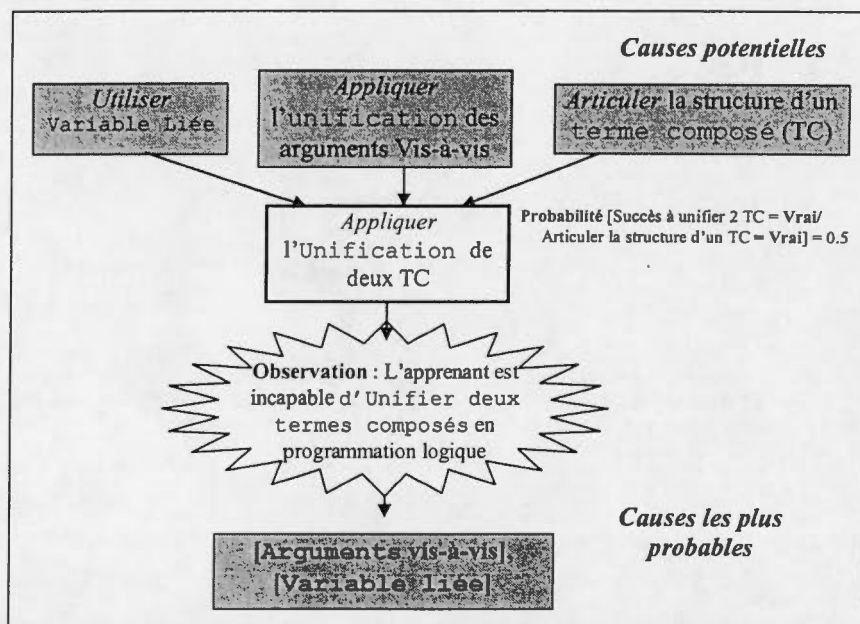 Causes potentielles
Utiliser
Variable Liée
Appliquer
l'unification des
arguments Vis-à-vis
Articuler la structure d'un
terme composé (TC)
Appliquer
l'Unification de
deux TC
Probabilité [Succès à unifier 2 TC = Vrai/
Articuler la structure d'un TC = Vrai] = 0.5
Observation : L'apprenant est
incapable d'Unifier deux
termes composés en
programmation logique
Causes les plus
probables
[Arguments vis-à-vis],
[Variable liée]